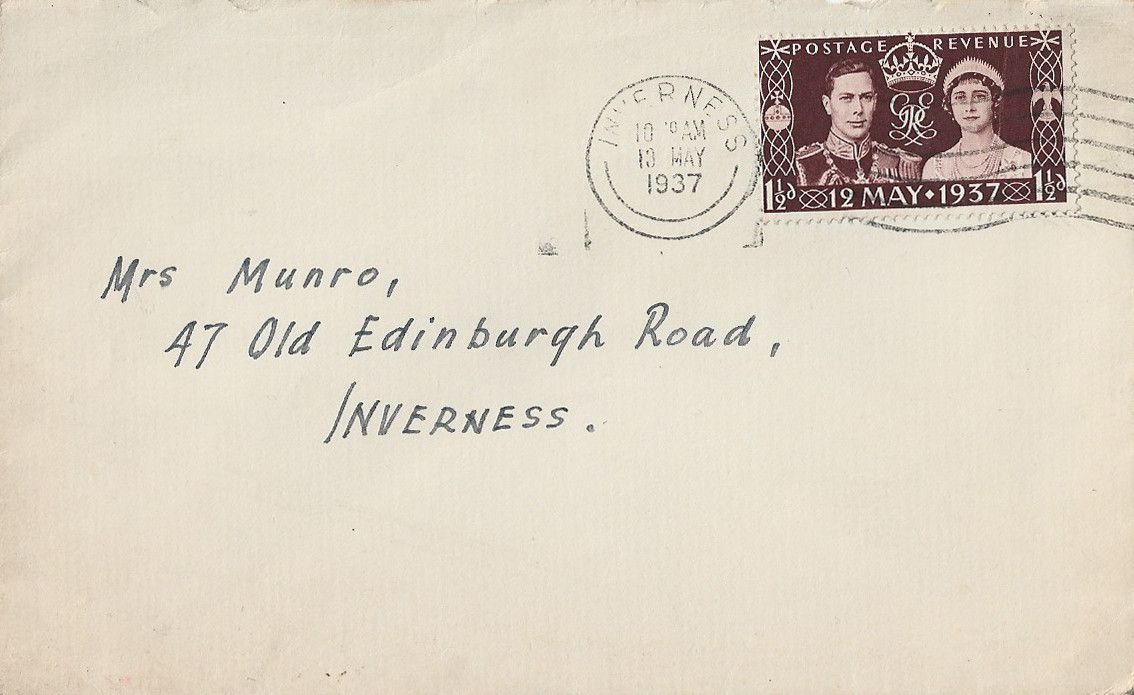 POSTAGE REVENUE
1½d 12 MAY · 1937 1½d
INVERNESS
10 AM
13 MAY
1937
Mrs Munro,
47 Old Edinburgh Road,
INVERNESS.